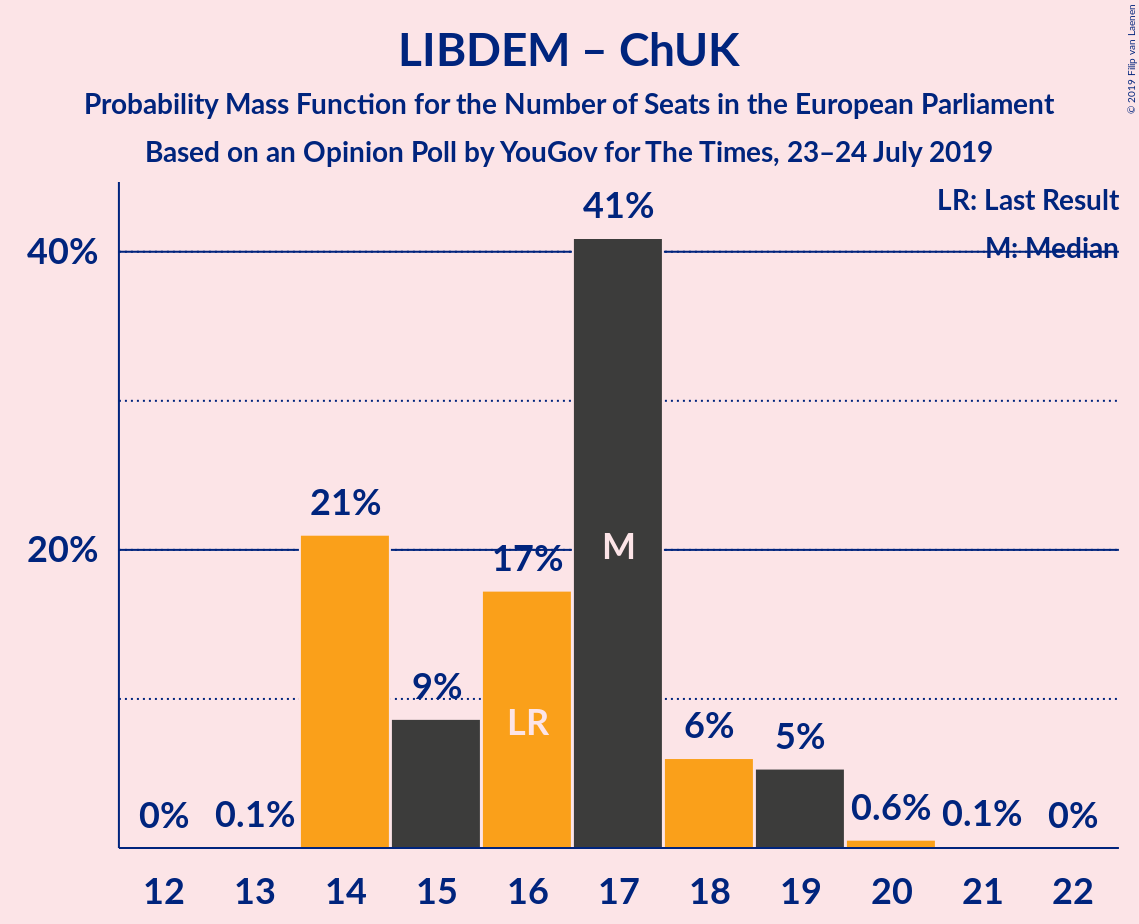 LIBDEM – ChUK
Probability Mass Function for the Number of Seats in the European Parliament
Based on an Opinion Poll by YouGov for The Times, 23–24 July 2019
© 2019 Filip van Laenen
LR: Last Result
M: Median
40%
20%
0%
0.1%
21%
9%
17%
41%
6%
5%
0.6%
0.1%
0%
LR
M
12 13 14 15 16 17 18 19 20 21 22